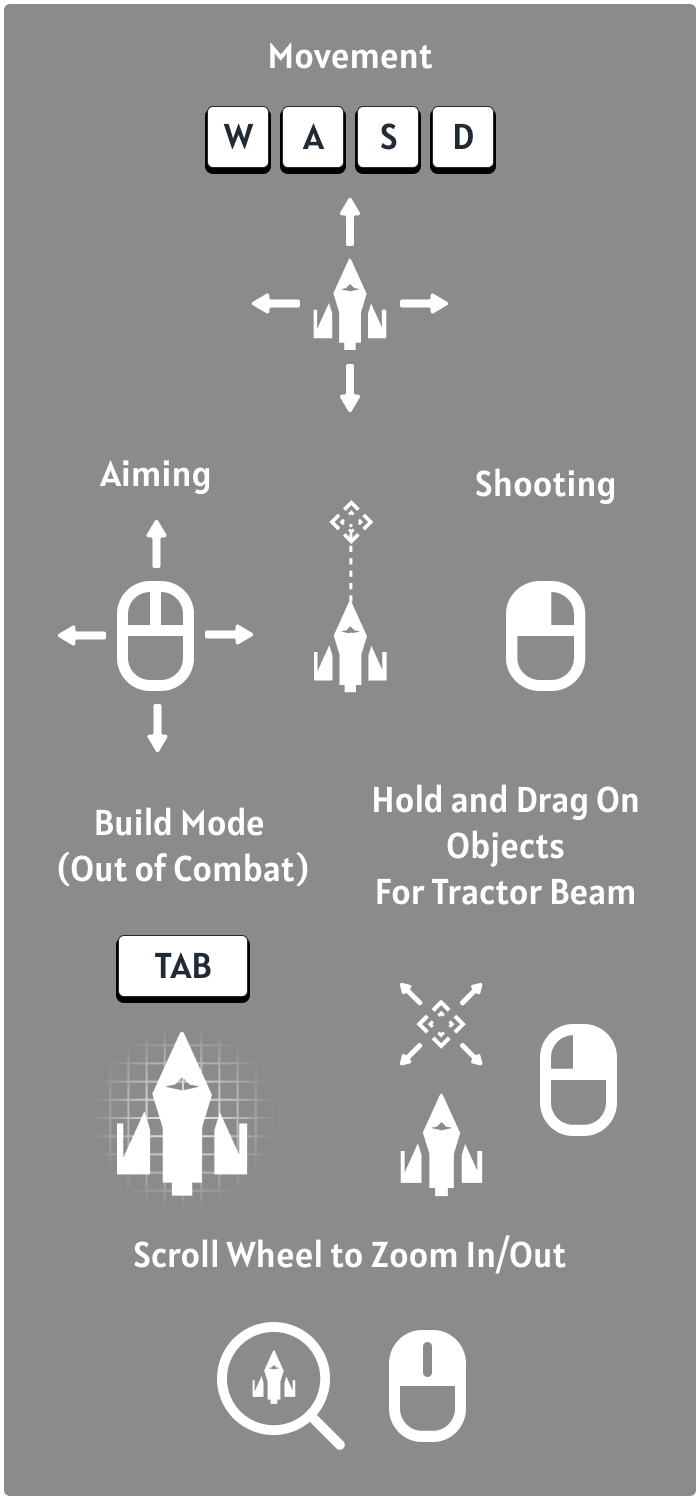 Movement
W A S D
Aiming
Shooting
Build Mode
(Out of Combat)
Hold and Drag On
Objects
For Tractor Beam
TAB
Scroll Wheel to Zoom In/Out